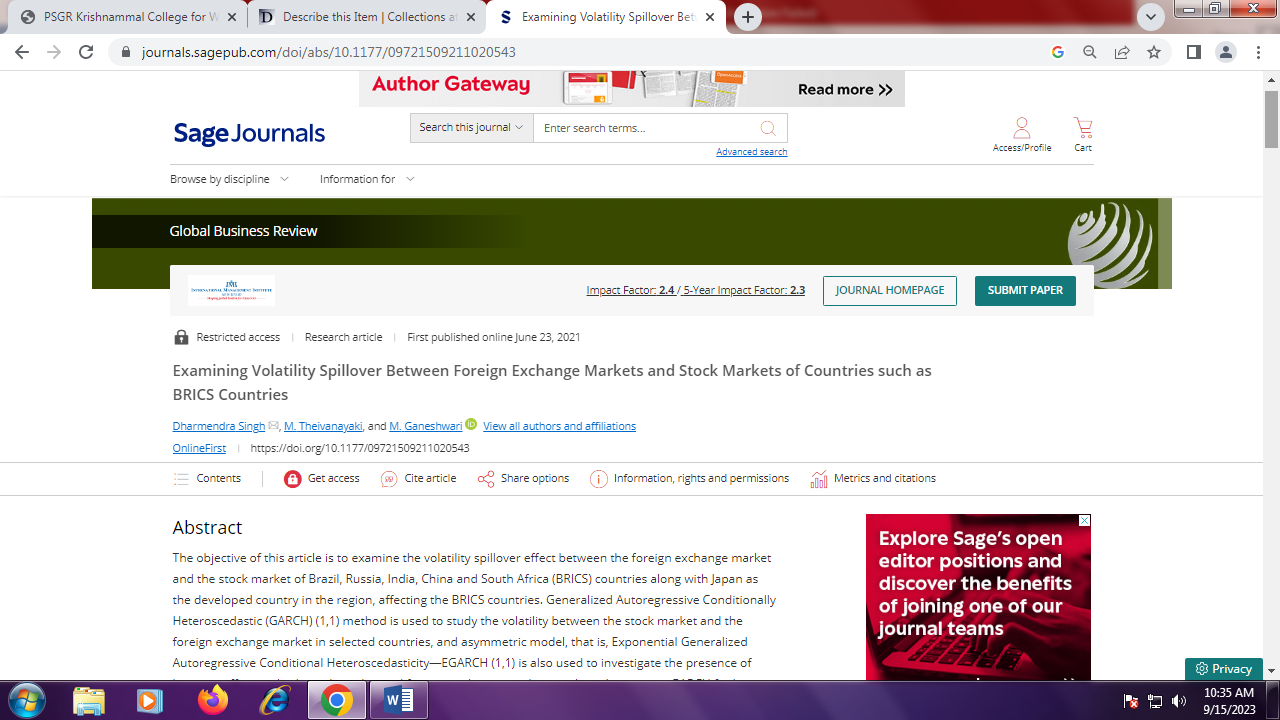 PSGR Krishnammal College for W
Describe this Item | Collections at
Examining Volatility Spillover Bet
journals.sagepub.com/doi/abs/10.1177/09721509211020543
Author Gateway
Read more >>
Sage Journals
Search this journal
Enter search terms...
Advanced search
Access/Profile
Cart
Browse by discipline
Information for
Global Business Review
INTERNATIONAL MANAGEMENT INSTITUTE
Impact Factor: 2.4 / 5-Year Impact Factor: 2.3
JOURNAL HOMEPAGE
SUBMIT PAPER
Restricted access
Research article
First published online June 23, 2021
Examining Volatility Spillover Between Foreign Exchange Markets and Stock Markets of Countries such as
BRICS Countries
Dharmendra Singh, M. Theivanayaki, and M. Ganeshwari iD View all authors and affiliations
OnlineFirst
https://doi.org/10.1177/09721509211020543
Contents
Get access
Cite article
Share options
Information, rights and permissions
Metrics and citations
Abstract
The objective of this article is to examine the volatility spillover effect between the foreign exchange market
and the stock market of Brazil, Russia, India, China and South Africa (BRICS) countries along with Japan as
the developed country in the region, affecting the BRICS countries. Generalized Autoregressive Conditionally
Heteroscedastic (GARCH) (1,1) method is used to study the volatility between the stock market and the
foreign exchange market in selected countries, and asymmetric model, that is, Exponential Generalized
Autoregressive Conditional Heteroscedasticity—EGARCH (1,1) is also used to investigate the presence of
Explore Sage's open
editor positions and
discover the benefits
of joining one of our
journal teams
Privacy
10:35 AM
9/15/2023